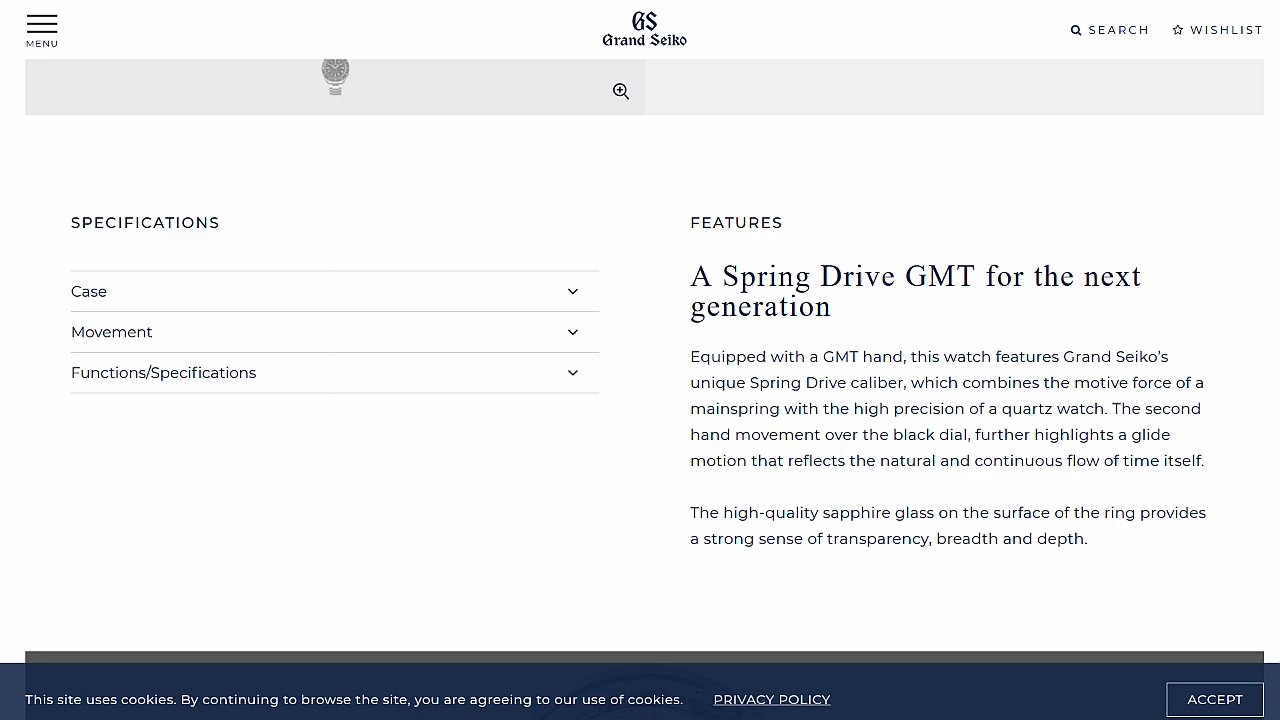 MENU
GS
Grand Seiko
SEARCH
WISHLIST
SPECIFICATIONS
Case
Movement
Functions/Specifications
FEATURES
A Spring Drive GMT for the next
generation
Equipped with a GMT hand, this watch features Grand Seiko’s
unique Spring Drive caliber, which combines the motive force of a
mainspring with the high precision of a quartz watch. The second
hand movement over the black dial, further highlights a glide
motion that reflects the natural and continuous flow of time itself.
The high-quality sapphire glass on the surface of the ring provides
a strong sense of transparency, breadth and depth.
This site uses cookies. By continuing to browse the site, you are agreeing to our use of cookies.
PRIVACY POLICY
ACCEPT